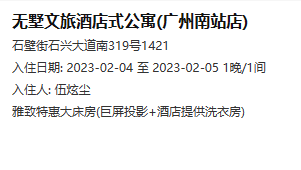 无墅文旅酒店式公寓(广州南站店)
石壁街石兴大道南319号1421
入住日期: 2023-02-04 至 2023-02-05 1晚/1间
入住人: 伍炫尘
雅致特惠大床房(巨屏投影+酒店提供洗衣房)